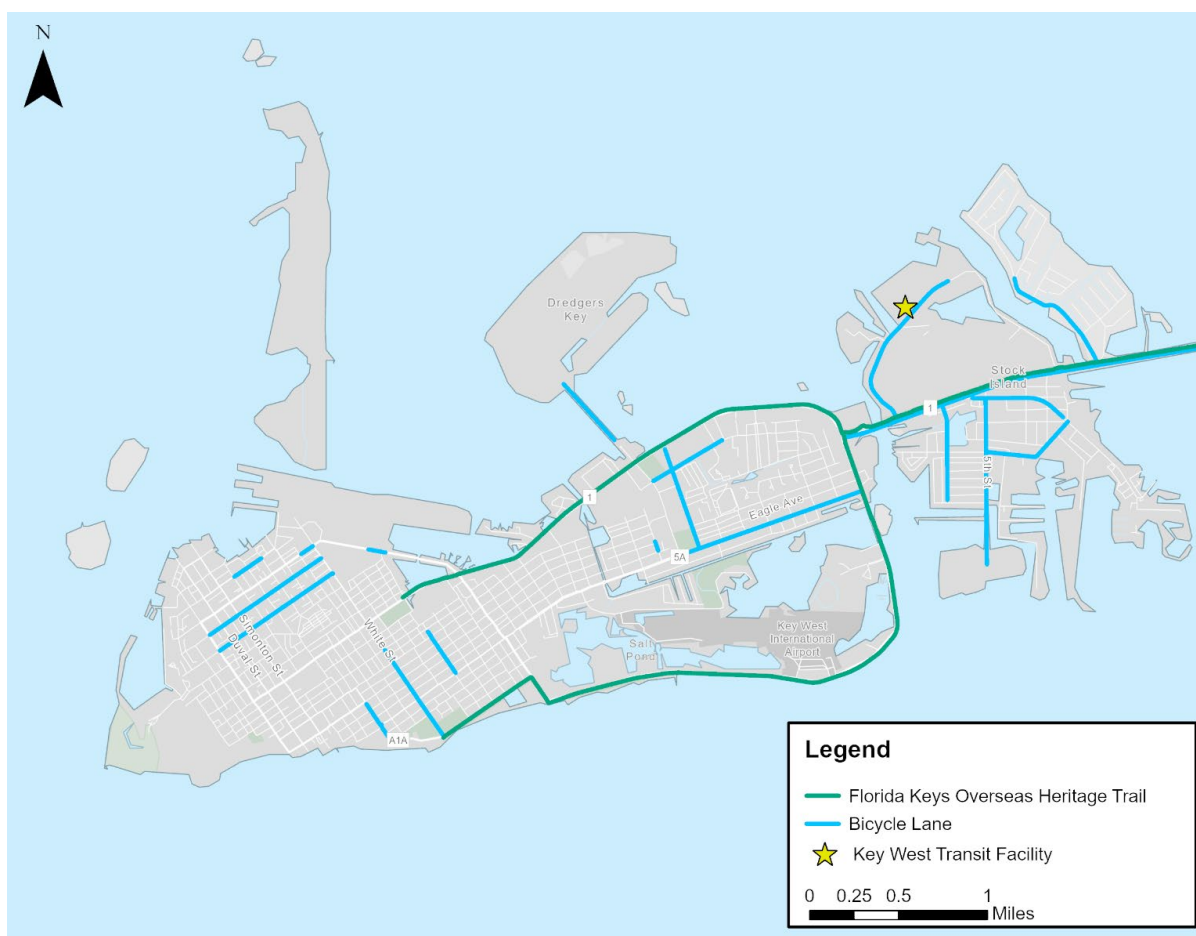 N
Dredgers
Key
Stock
Island
1
5th St
1
Eagle Ave
5A
Simonton St
Duval St
White St
Salt
Pond
Key West
International
Airport
A1A
Legend
Florida Keys Overseas Heritage Trail
Bicycle Lane
Key West Transit Facility
0 0.25 0.5 1
Miles